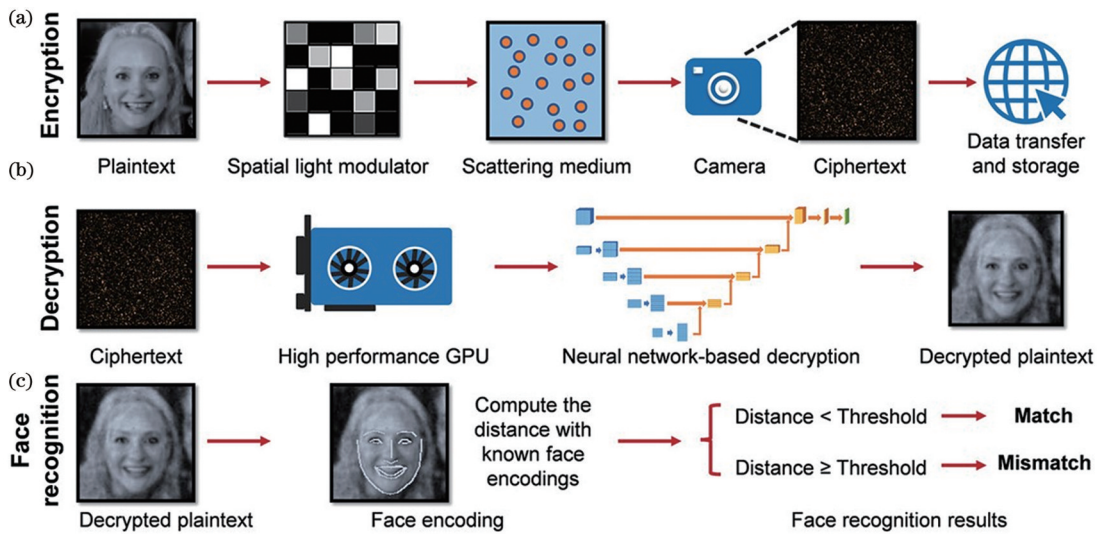 (a)
Encryption
Plaintext
Spatial light modulator
Scattering medium
Camera
Ciphertext
Data transfer
and storage
(b)
Decryption
Ciphertext
High performance GPU
Neural network-based decryption
Decrypted plaintext
(c)
Face
recognition
Decrypted plaintext
Face encoding
Compute the
distance with
known face
encodings
Distance < Threshold
Match
Distance ≥ Threshold
Mismatch
Face recognition results